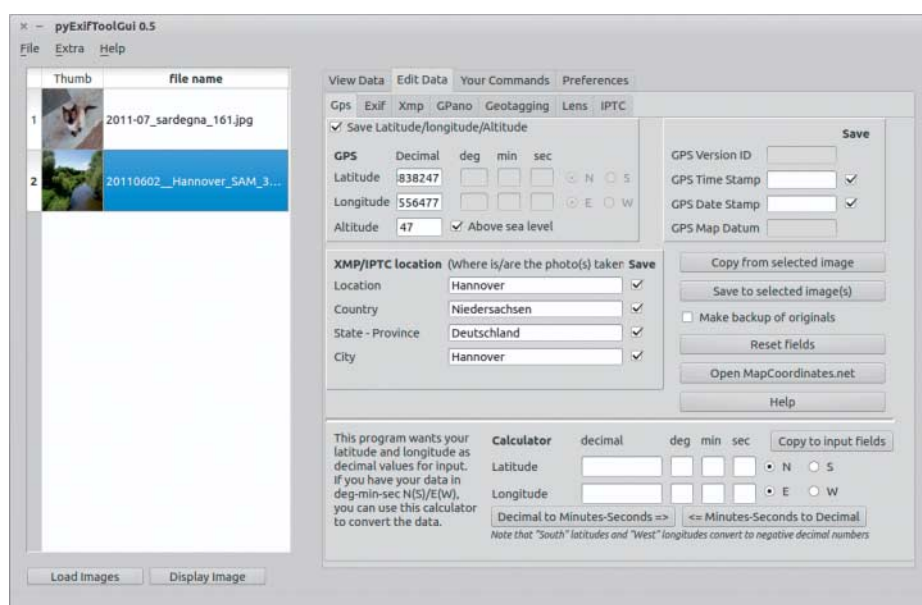 pyExifToolGui 0.5
File Extra Help
Thumb file name
1 2011-07_sardegna_161.jpg
2 20110602__Hannover_SAM_3...
Load Images Display Image
View Data Edit Data Your Commands Preferences
Gps Exif Xmp GPano Geotagging Lens IPTC
Save Latitude/longitude/Altitude
GPS Decimal deg min sec
Latitude 838247 N S
Longitude 556477 E W
Altitude 47 Above sea level
Save
GPS Version ID
GPS Time Stamp
GPS Date Stamp
GPS Map Datum
XMP/IPTC location (Where is/are the photo(s) taken Save
Location Hannover
Country Niedersachsen
State - Province Deutschland
City Hannover
Copy from selected image
Save to selected image(s)
Make backup of originals
Reset fields
Open MapCoordinates.net
Help
This program wants your
latitude and longitude as
decimal values for input.
If you have your data in
deg-min-sec N(S)/E(W),
you can use this calculator
to convert the data.
Calculator decimal deg min sec Copy to input fields
Latitude N S
Longitude E W
Decimal to Minutes-Seconds => <= Minutes-Seconds to Decimal
Note that "South" latitudes and "West" longitudes convert to negative decimal numbers